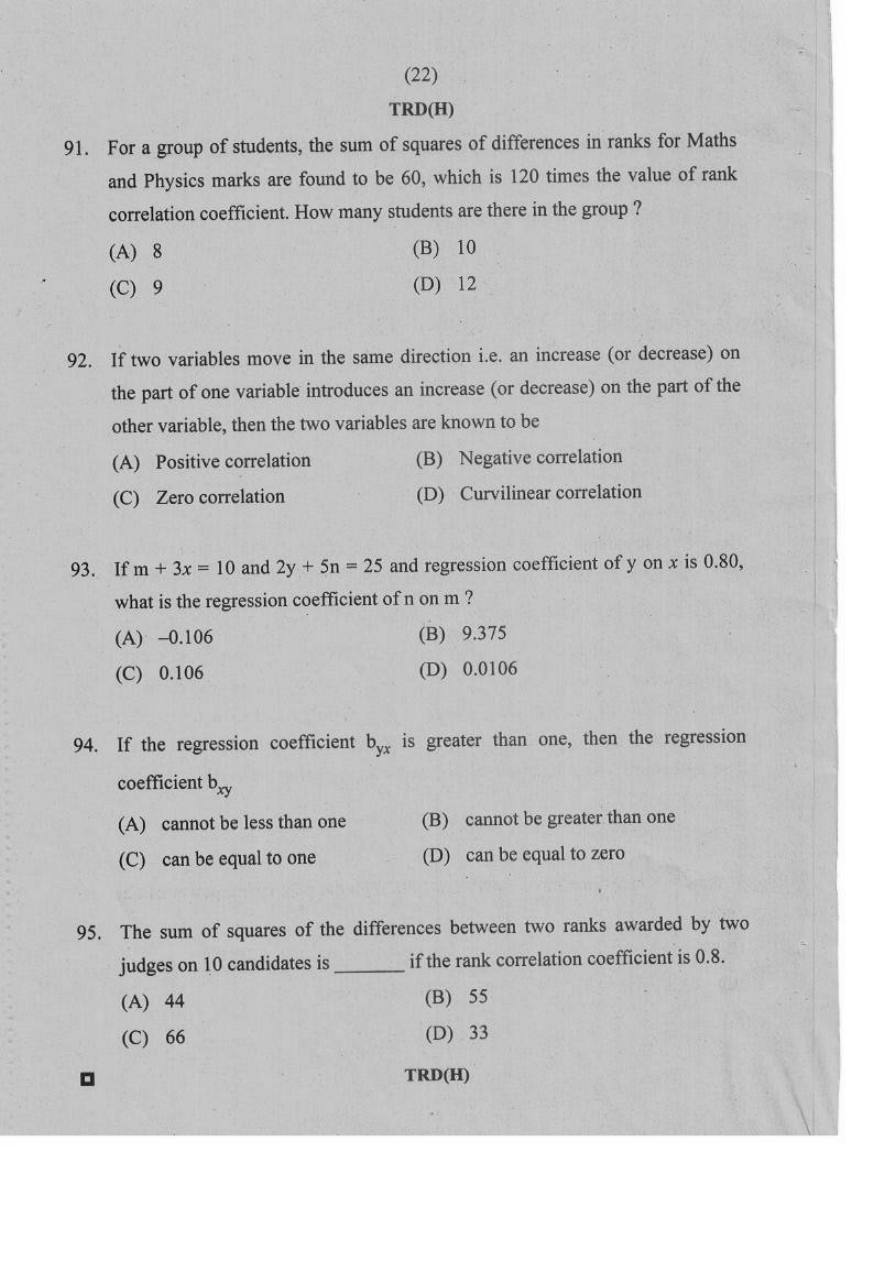 (22)
TRD(H)
91. For a group of students, the sum of squares of differences in ranks for Maths
and Physics marks are found to be 60, which is 120 times the value of rank
correlation coefficient. How many students are there in the group ?
(A) 8 (B) 10
(C) 9 (D) 12
92. If two variables move in the same direction i.e. an increase (or decrease) on
the part of one variable introduces an increase (or decrease) on the part of the
other variable, then the two variables are known to be
(A) Positive correlation (B) Negative correlation
(C) Zero correlation (D) Curvilinear correlation
93. If m + 3x = 10 and 2y + 5n = 25 and regression coefficient of y on x is 0.80,
what is the regression coefficient of n on m ?
(A) –0.106 (B) 9.375
(C) 0.106 (D) 0.0106
94. If the regression coefficient b_yx is greater than one, then the regression
coefficient b_xy
(A) cannot be less than one (B) cannot be greater than one
(C) can be equal to one (D) can be equal to zero
95. The sum of squares of the differences between two ranks awarded by two
judges on 10 candidates is _______ if the rank correlation coefficient is 0.8.
(A) 44 (B) 55
(C) 66 (D) 33
TRD(H)